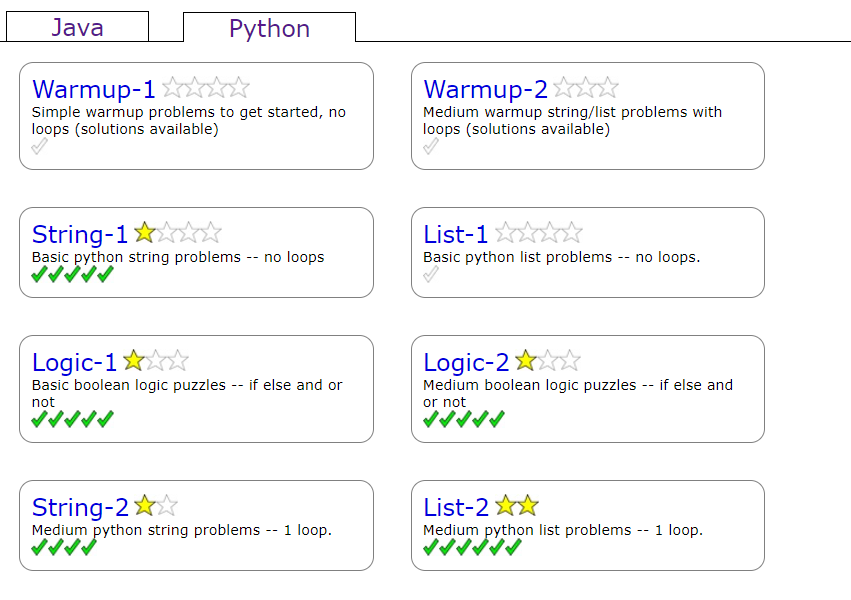 Java
Python
Warmup-1
Simple warmup problems to get started, no
loops (solutions available)
Warmup-2
Medium warmup string/list problems with
loops (solutions available)
String-1
Basic python string problems -- no loops
List-1
Basic python list problems -- no loops.
Logic-1
Basic boolean logic puzzles -- if else and or
not
Logic-2
Medium boolean logic puzzles -- if else and
or not
String-2
Medium python string problems -- 1 loop.
List-2
Medium python list problems -- 1 loop.